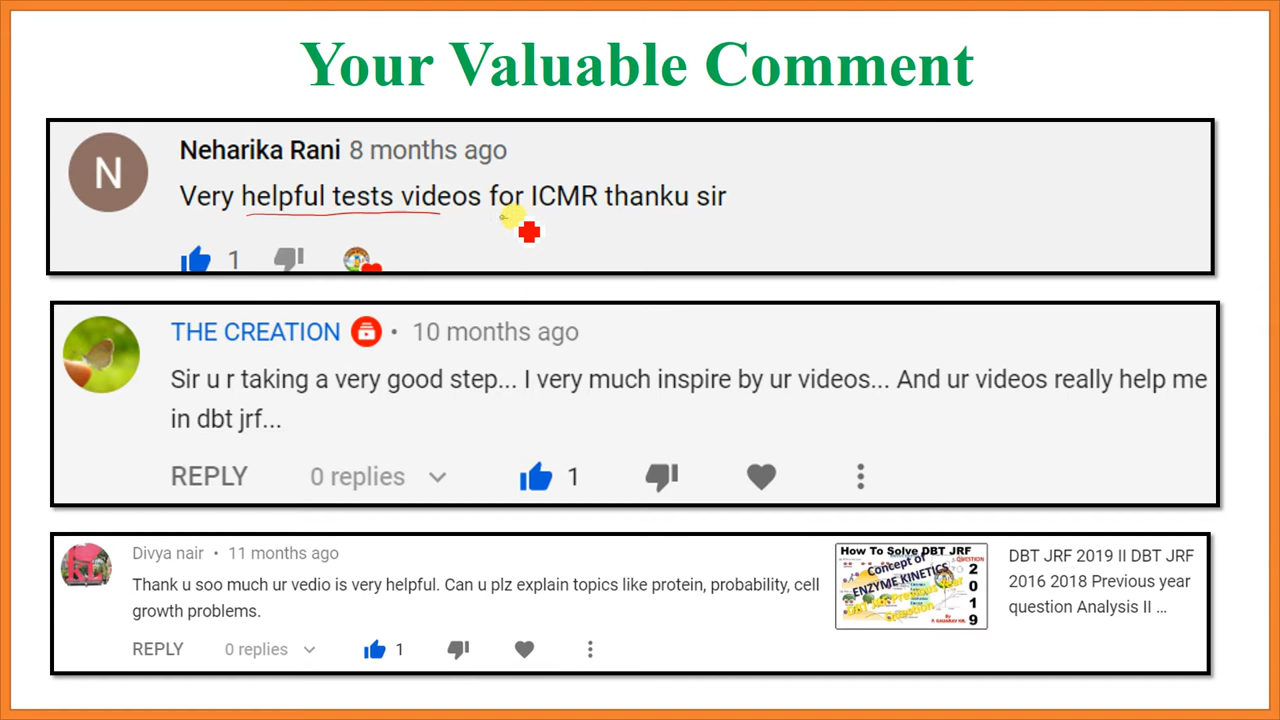 Your Valuable Comment
N
Neharika Rani 8 months ago
Very helpful tests videos for ICMR thanku sir
1
THE CREATION • 10 months ago
Sir u r taking a very good step... I very much inspire by ur videos... And ur videos really help me
in dbt jrf...
REPLY 0 replies 1
Divya nair • 11 months ago
Thank u soo much ur vedio is very helpful. Can u plz explain topics like protein, probability, cell
growth problems.
REPLY 0 replies 1
How To Solve DBT JRF
QUESTION
Concept of
ENZYME KINETICS
2019
DBT JRF 2019 II DBT JRF
2016 2018 Previous year
question Analysis II ...